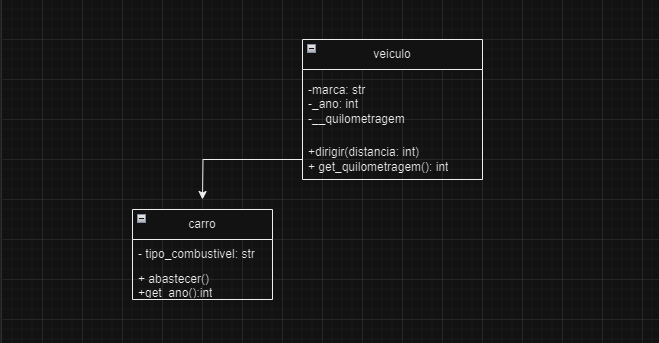 veiculo
-marca: str
-_ano: int
-__quilometragem
+dirigir(distancia: int)
+ get_quilometragem(): int
carro
- tipo_combustivel: str
+ abastecer()
+get_ano():int